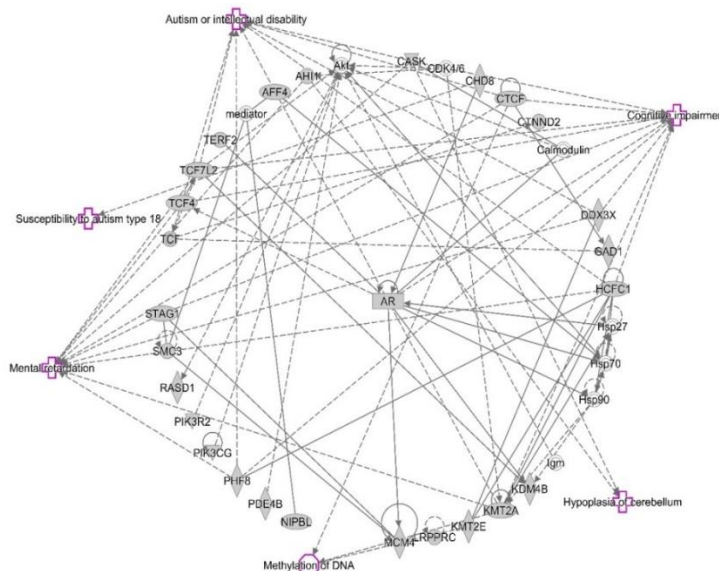 Autism or intellectual disability
Akt
CASK
CDK4/6
AHI1
CHD8
AFF4
CTCF
mediator
CTNND2
Cognitive impairme
TERF2
Calmodulin
TCF7L2
TCF4
DDX3X
Susceptibility to autism type 18
TCF
GAD1
HCFC1
AR
STAG1
Hsp27
SMC3
Hsp70
Mental retardation
RASD1
Hsp90
PIK3R2
PIK3CG
Igm
PHF8
KDM4B
PDE4B
KMT2A
Hypoplasia of cerebellum
NIPBL
KMT2E
LRPPRC
MCM4
Methylation of DNA